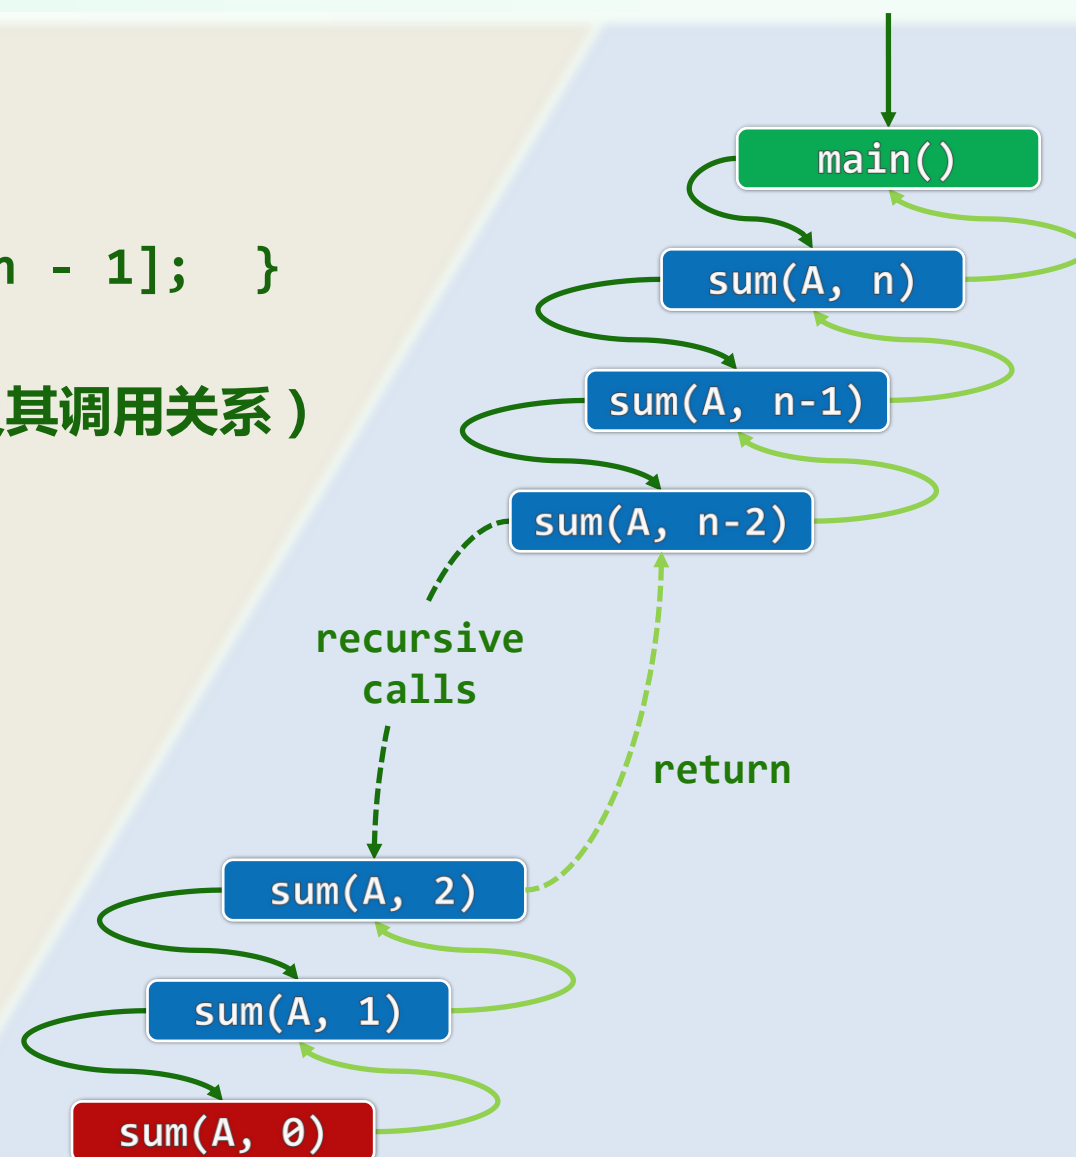 main()
- 1]; }
sum(A, n)
其调用关系)
sum(A, n-1)
sum(A, n-2)
recursive
calls
return
sum(A, 2)
sum(A, 1)
sum(A, 0)